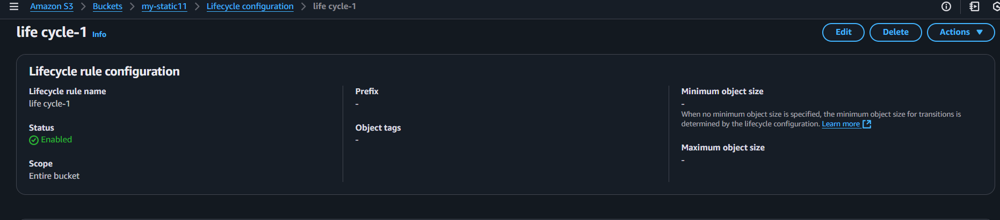 Amazon S3 > Buckets > my-static11 > Lifecycle configuration > life cycle-1
life cycle-1 Info
Edit
Delete
Actions
Lifecycle rule configuration
Lifecycle rule name
life cycle-1
Status
Enabled
Scope
Entire bucket
Prefix
-
Object tags
-
Minimum object size
-
When no minimum object size is specified, the minimum object size for transitions is
determined by the lifecycle configuration. Learn more
Maximum object size
-